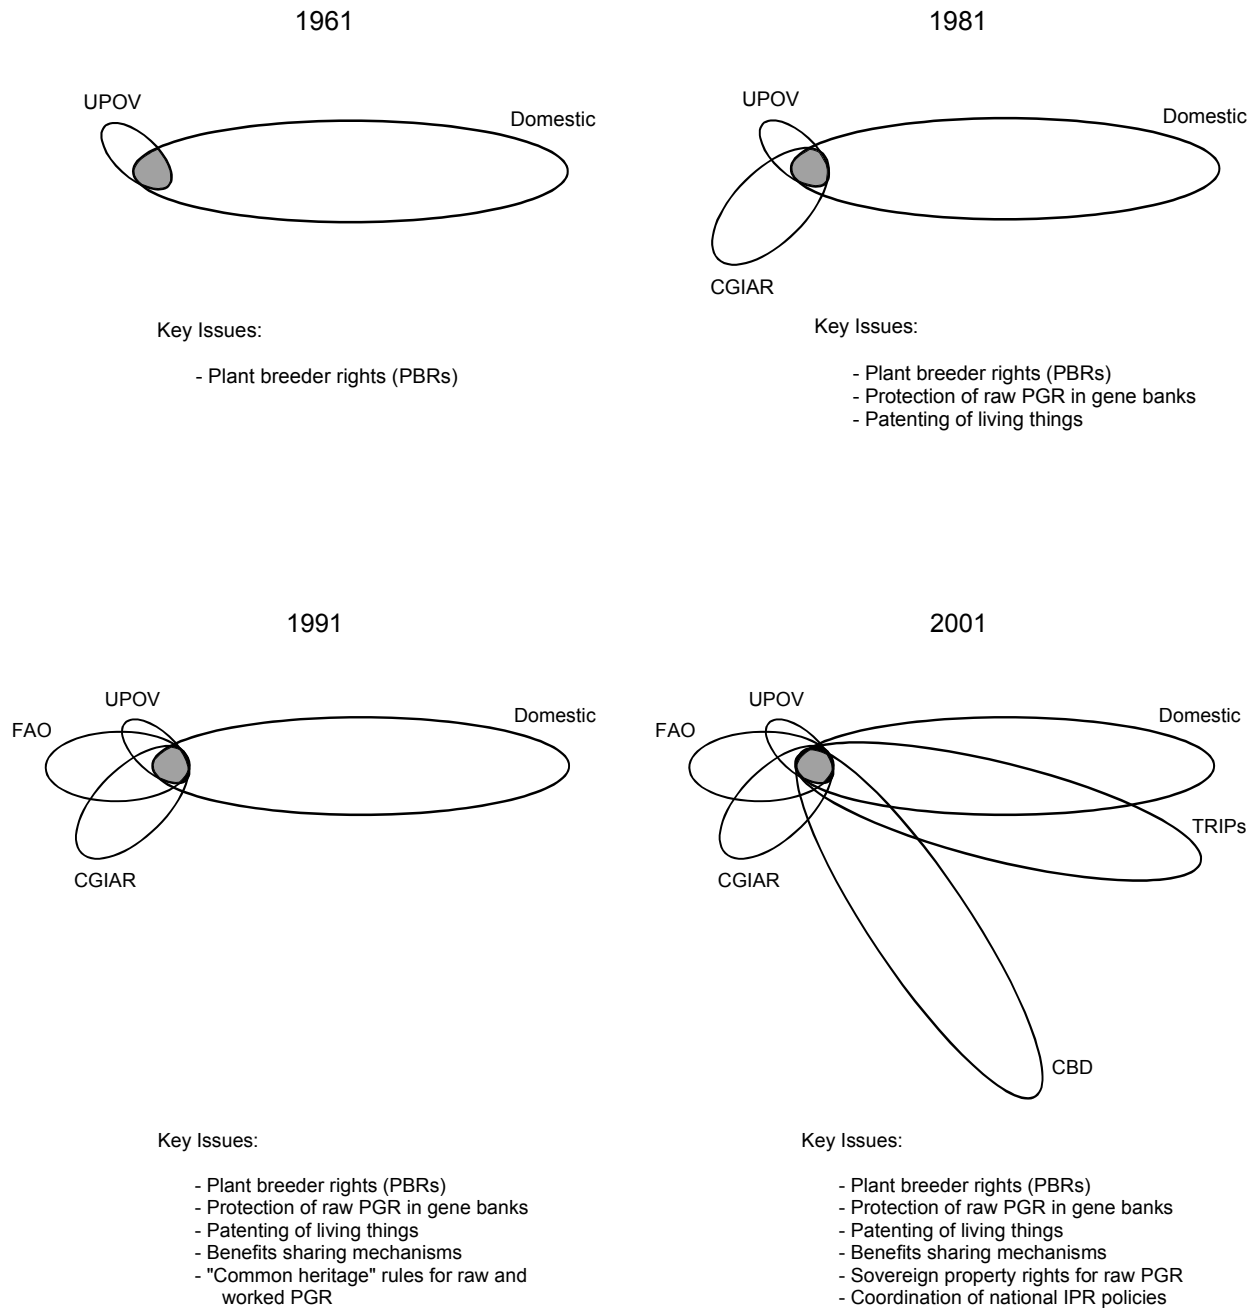 1961
UPOV
Domestic
Key Issues:
- Plant breeder rights (PBRs)
1981
UPOV
Domestic
CGIAR
Key Issues:
- Plant breeder rights (PBRs)
- Protection of raw PGR in gene banks
- Patenting of living things
1991
UPOV
FAO
Domestic
CGIAR
Key Issues:
- Plant breeder rights (PBRs)
- Protection of raw PGR in gene banks
- Patenting of living things
- Benefits sharing mechanisms
- "Common heritage" rules for raw and
worked PGR
2001
UPOV
FAO
Domestic
TRIPs
CGIAR
CBD
Key Issues:
- Plant breeder rights (PBRs)
- Protection of raw PGR in gene banks
- Patenting of living things
- Benefits sharing mechanisms
- Sovereign property rights for raw PGR
- Coordination of national IPR policies